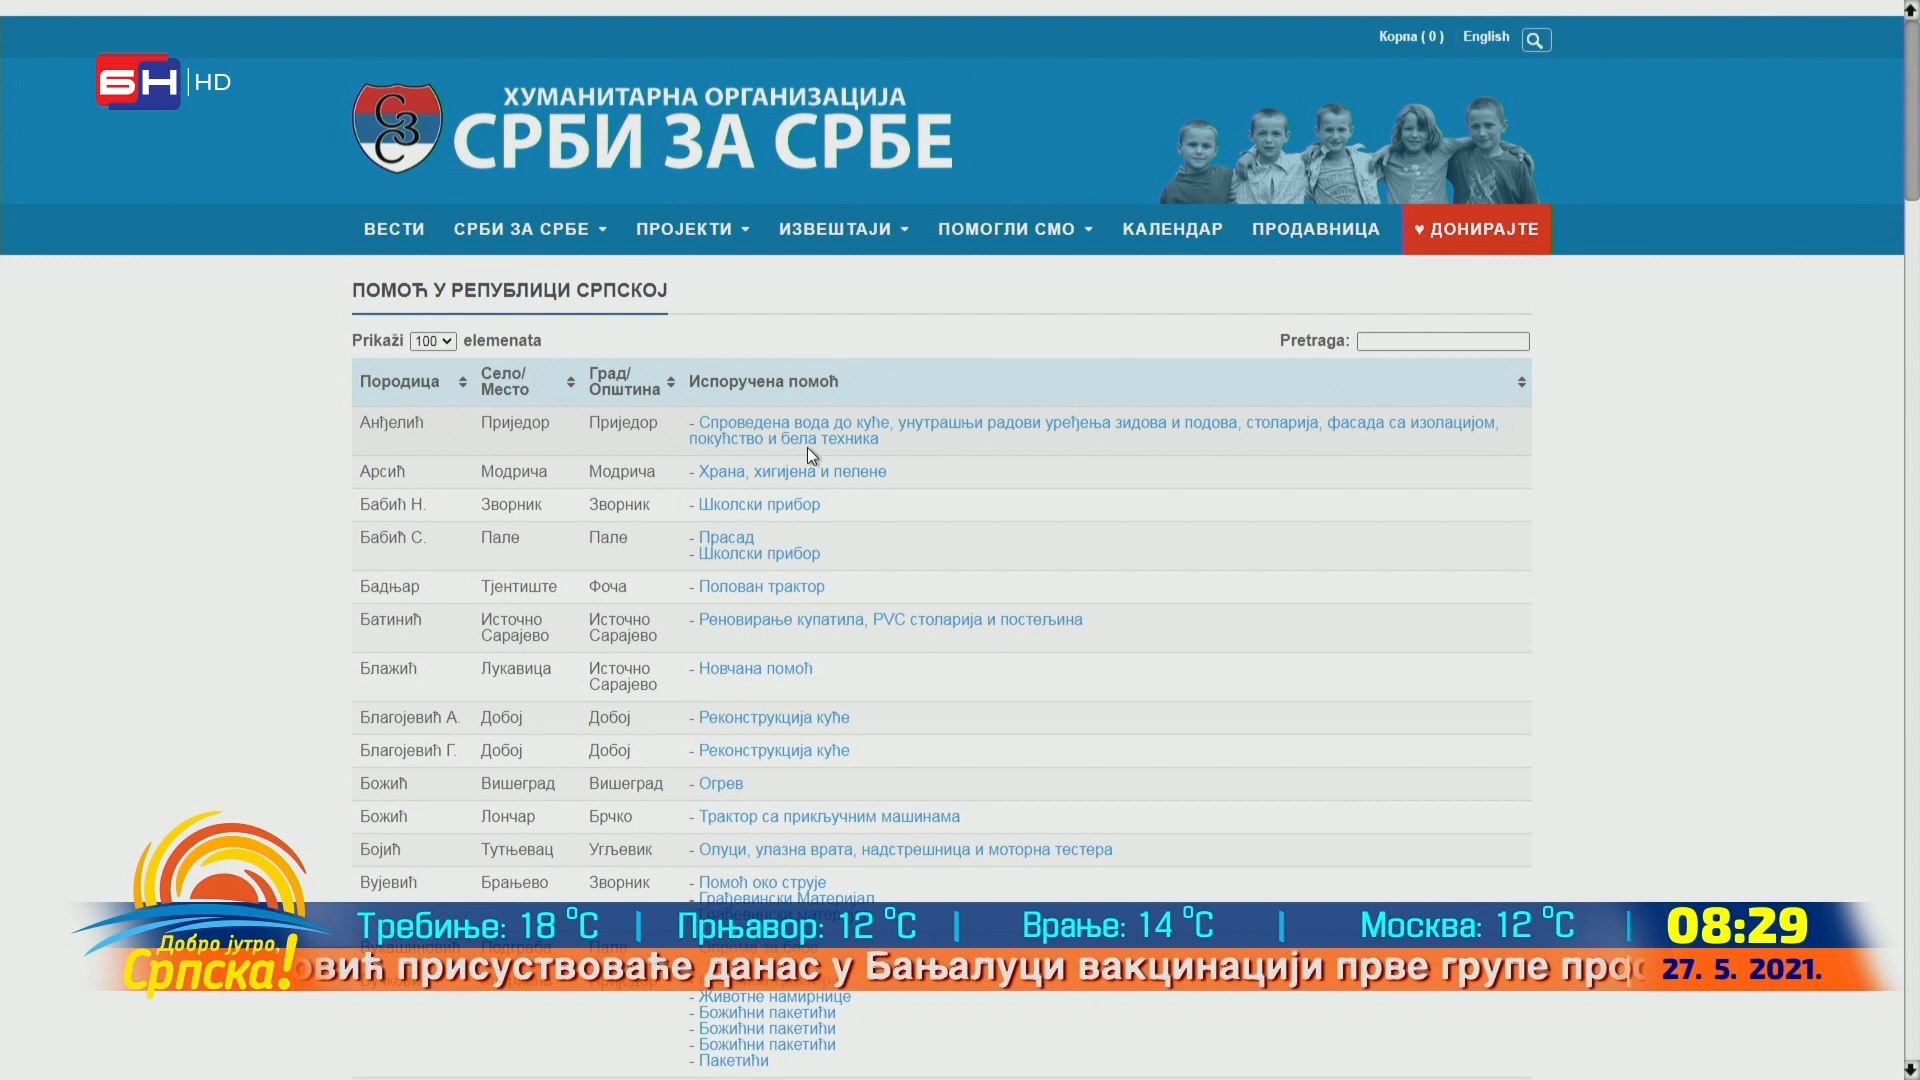 Корпа ( 0 )
English
БН HD
ХУМАНИТАРНА ОРГАНИЗАЦИЈА
СРБИ ЗА СРБЕ
СЗС
ВЕСТИ СРБИ ЗА СРБЕ ПРОЈЕКТИ ИЗВЕШТАЈИ ПОМОГЛИ СМО КАЛЕНДАР ПРОДАВНИЦА ♥ ДОНИРАЈТЕ
ПОМОЋ У РЕПУБЛИЦИ СРПСКОЈ
Prikaži 100 elemenata Pretraga:
Породица Село/ Место Град/ Општина Испоручена помоћ
Анђелић Приједор Приједор - Спроведена вода до куће, унутрашњи радови уређења зидова и подова, столарија, фасада са изолацијом,
покућство и бела техника
Арсић Модрича Модрича - Храна, хигијена и пелене
Бабић Н. Зворник Зворник - Школски прибор
Бабић С. Пале Пале - Прасад
- Школски прибор
Бадњар Тјентиште Фоча - Полован трактор
Батинић Источно Сарајево Источно Сарајево - Реновирање купатила, PVC столарија и постељина
Блажић Лукавица Источно Сарајево - Новчана помоћ
Благојевић А. Добој Добој - Реконструкција куће
Благојевић Г. Добој Добој - Реконструкција куће
Божић Вишеград Вишеград - Огрев
Божић Лончар Брчко - Трактор са прикључним машинама
Бојић Тутњевац Угљевик - Олуци, улазна врата, надстрешница и моторна тестера
Вујевић Брањево Зворник - Помоћ око струје
- Грађевински Материјал
Требиње: 18 °C | Прњавор: 12 °C | Врање: 14 °C | Москва: 12 °C | 08:29
Добро јутро,
Српска!
овић присуствоваће данас у Бањалуци вакцинацији прве групе про
27. 5. 2021.
- Животне намирнице
- Божићни пакетићи
- Божићни пакетићи
- Божићни пакетићи
- Пакетићи